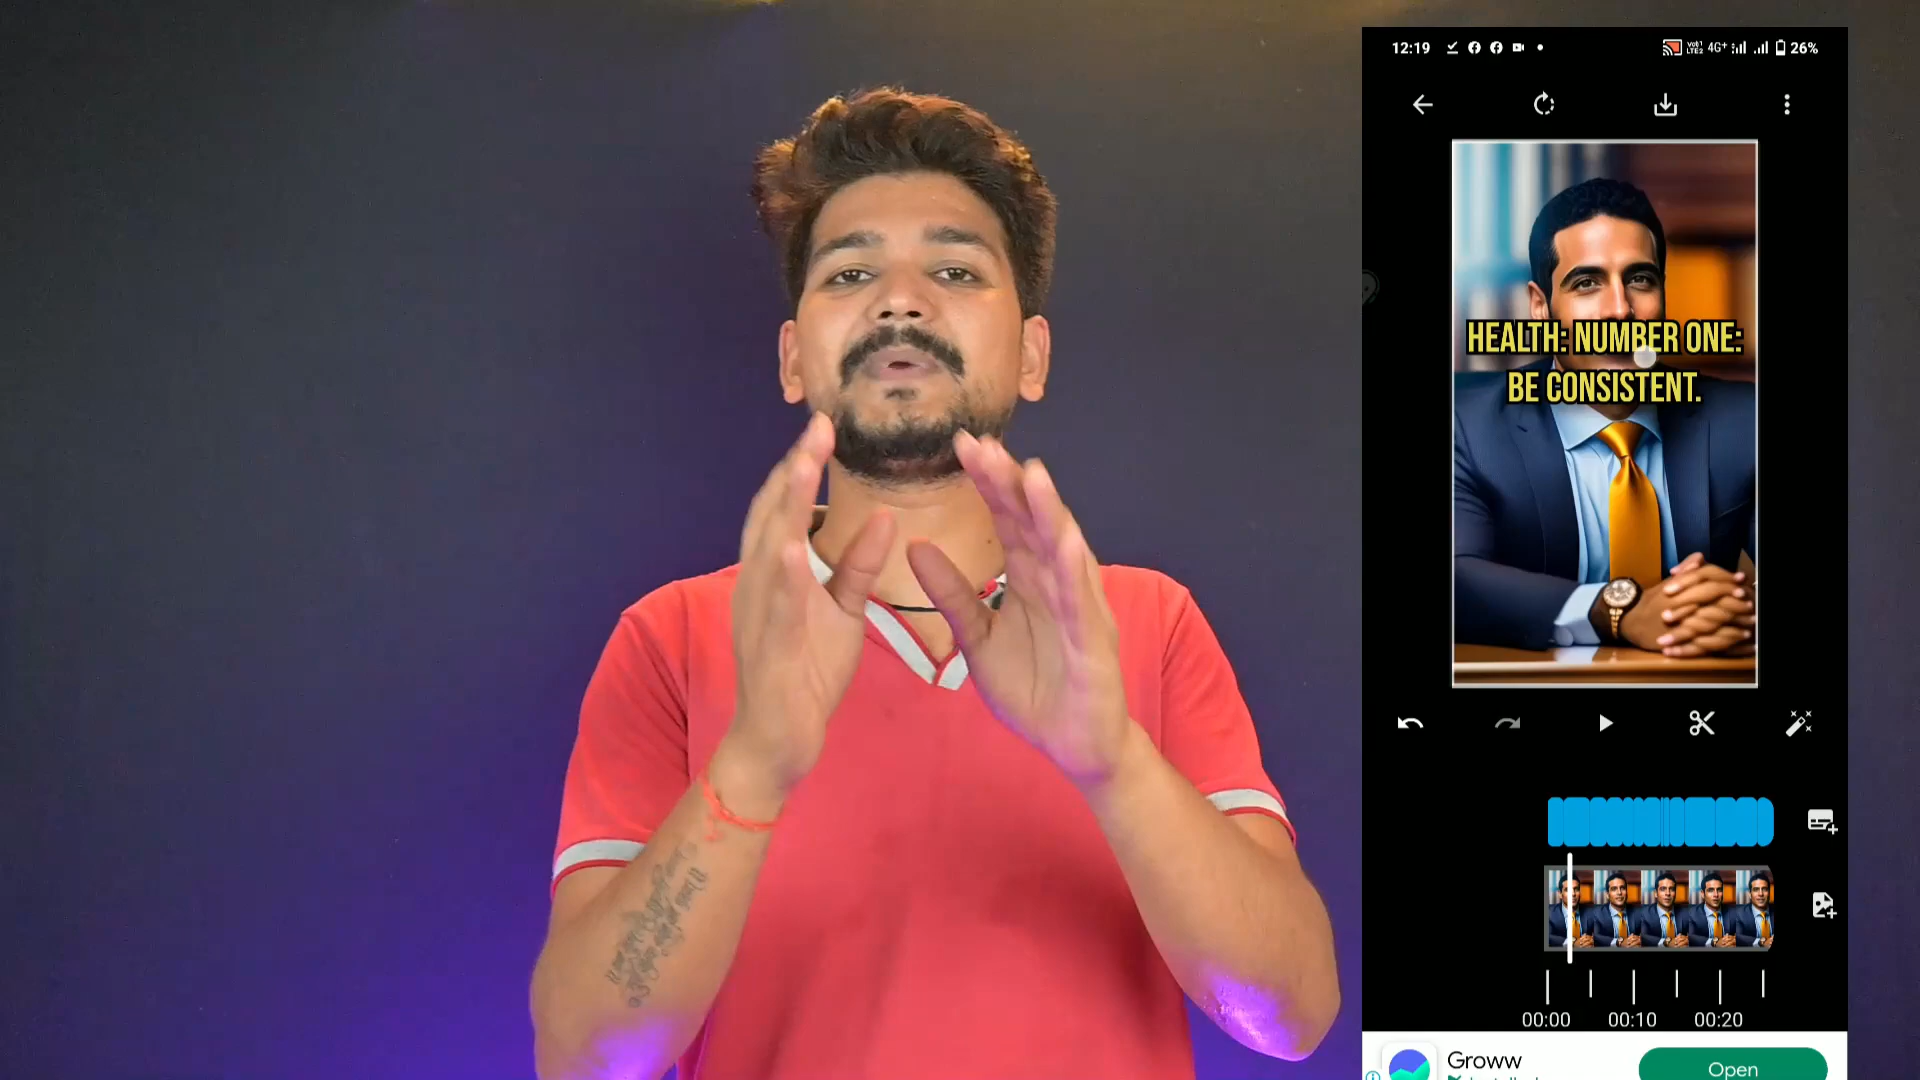 12:19
4G+
26%
HEALTH: NUMBER ONE:
BE CONSISTENT.
00:00
00:10
00:20
Groww
Open